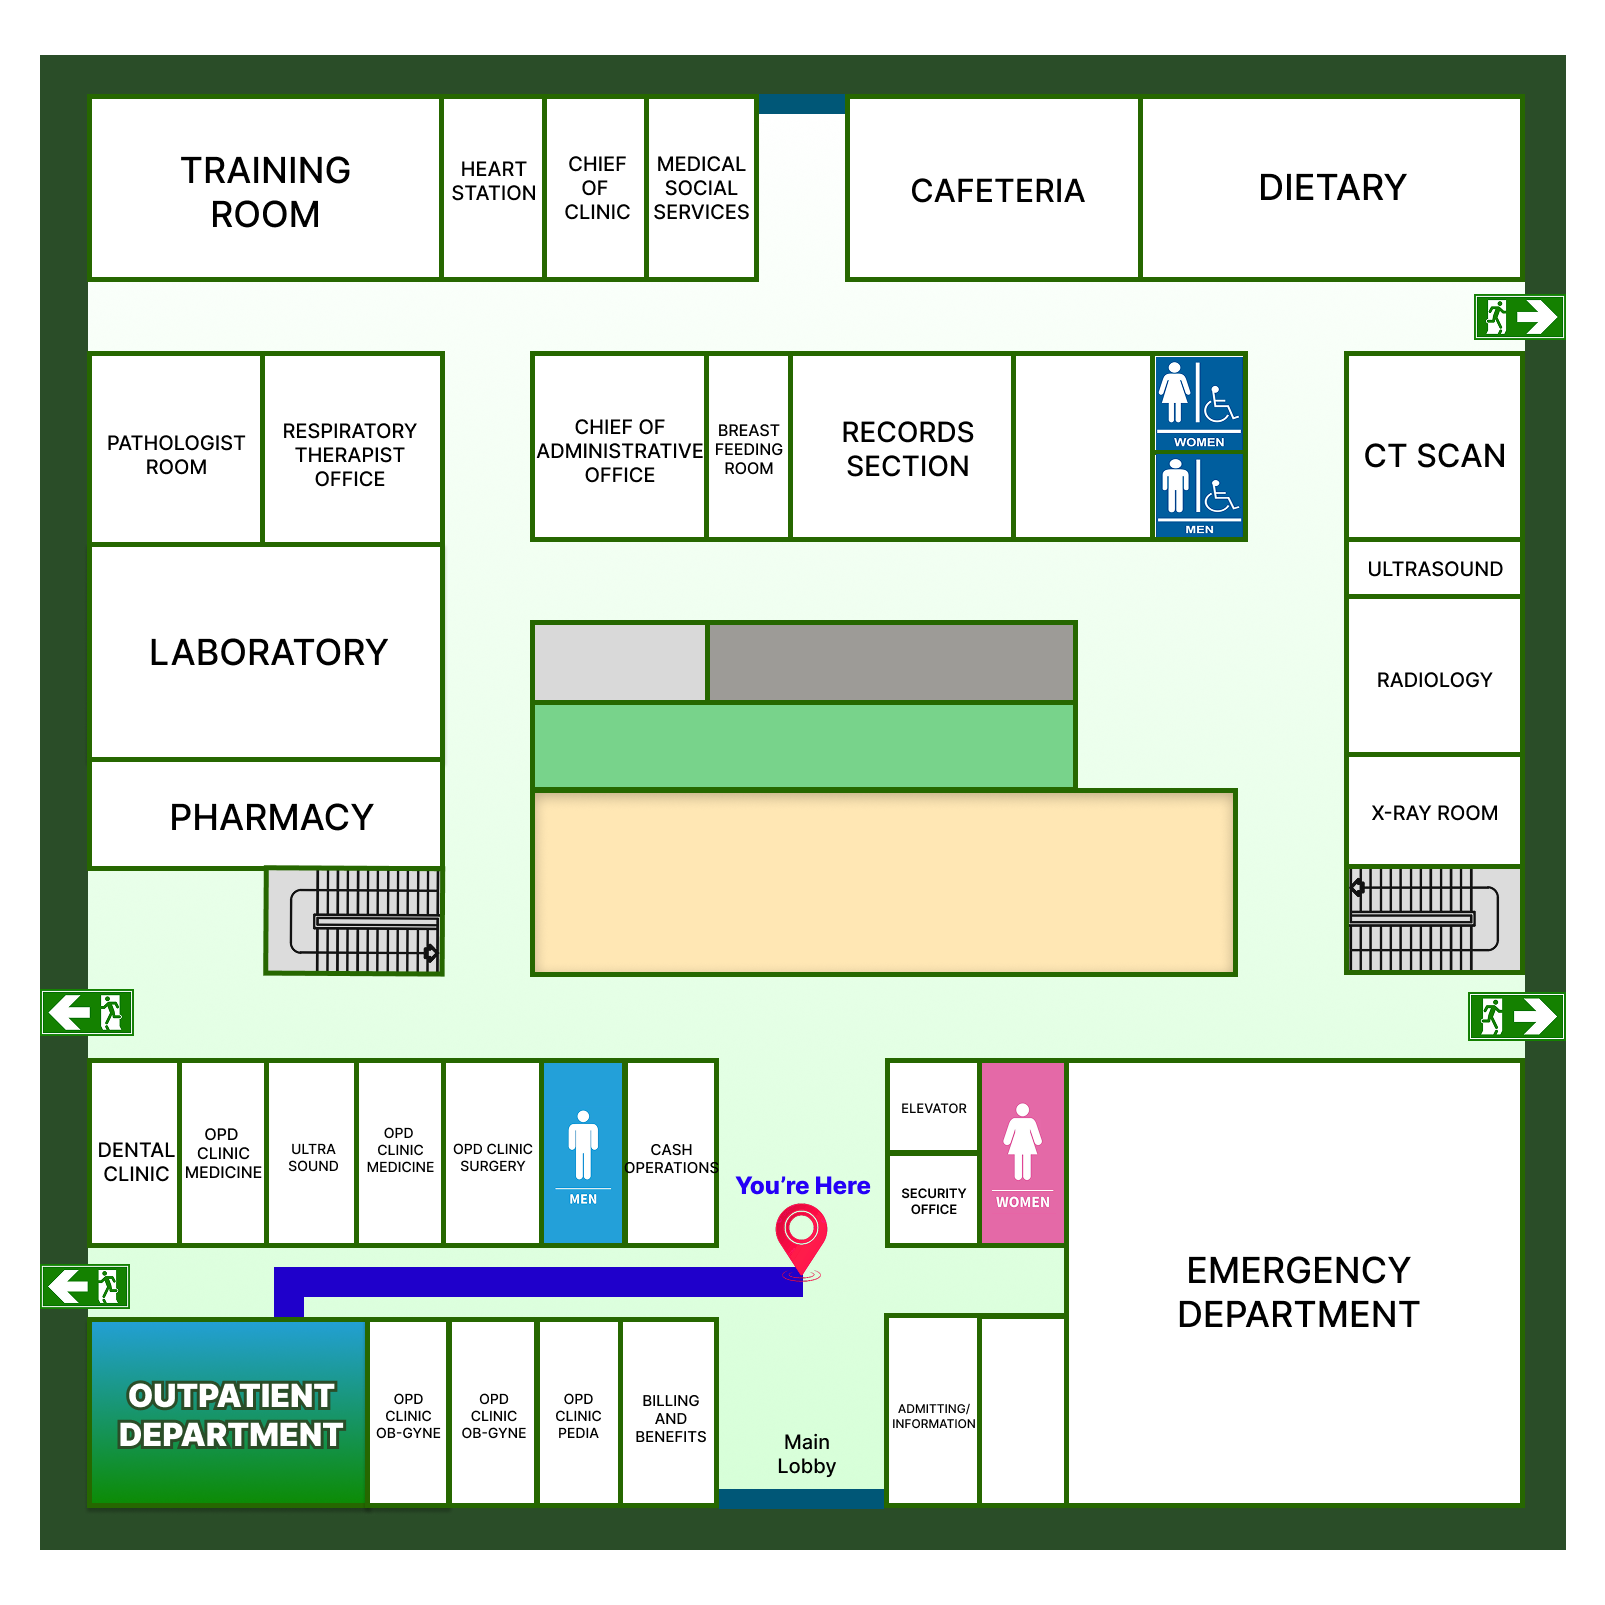 TRAINING
ROOM
HEART
STATION
CHIEF
OF
CLINIC
MEDICAL
SOCIAL
SERVICES
CAFETERIA
DIETARY
PATHOLOGIST
ROOM
RESPIRATORY
THERAPIST
OFFICE
CHIEF OF
ADMINISTRATIVE
OFFICE
BREAST
FEEDING
ROOM
RECORDS
SECTION
WOMEN
MEN
CT SCAN
ULTRASOUND
LABORATORY
RADIOLOGY
PHARMACY
X-RAY ROOM
DENTAL
CLINIC
OPD
CLINIC
MEDICINE
ULTRA
SOUND
OPD
CLINIC
MEDICINE
OPD CLINIC
SURGERY
MEN
CASH
OPERATIONS
You're Here
ELEVATOR
SECURITY
OFFICE
WOMEN
EMERGENCY
DEPARTMENT
OUTPATIENT
DEPARTMENT
OPD
CLINIC
OB-GYNE
OPD
CLINIC
OB-GYNE
OPD
CLINIC
PEDIA
BILLING
AND
BENEFITS
Main
Lobby
ADMITTING/
INFORMATION